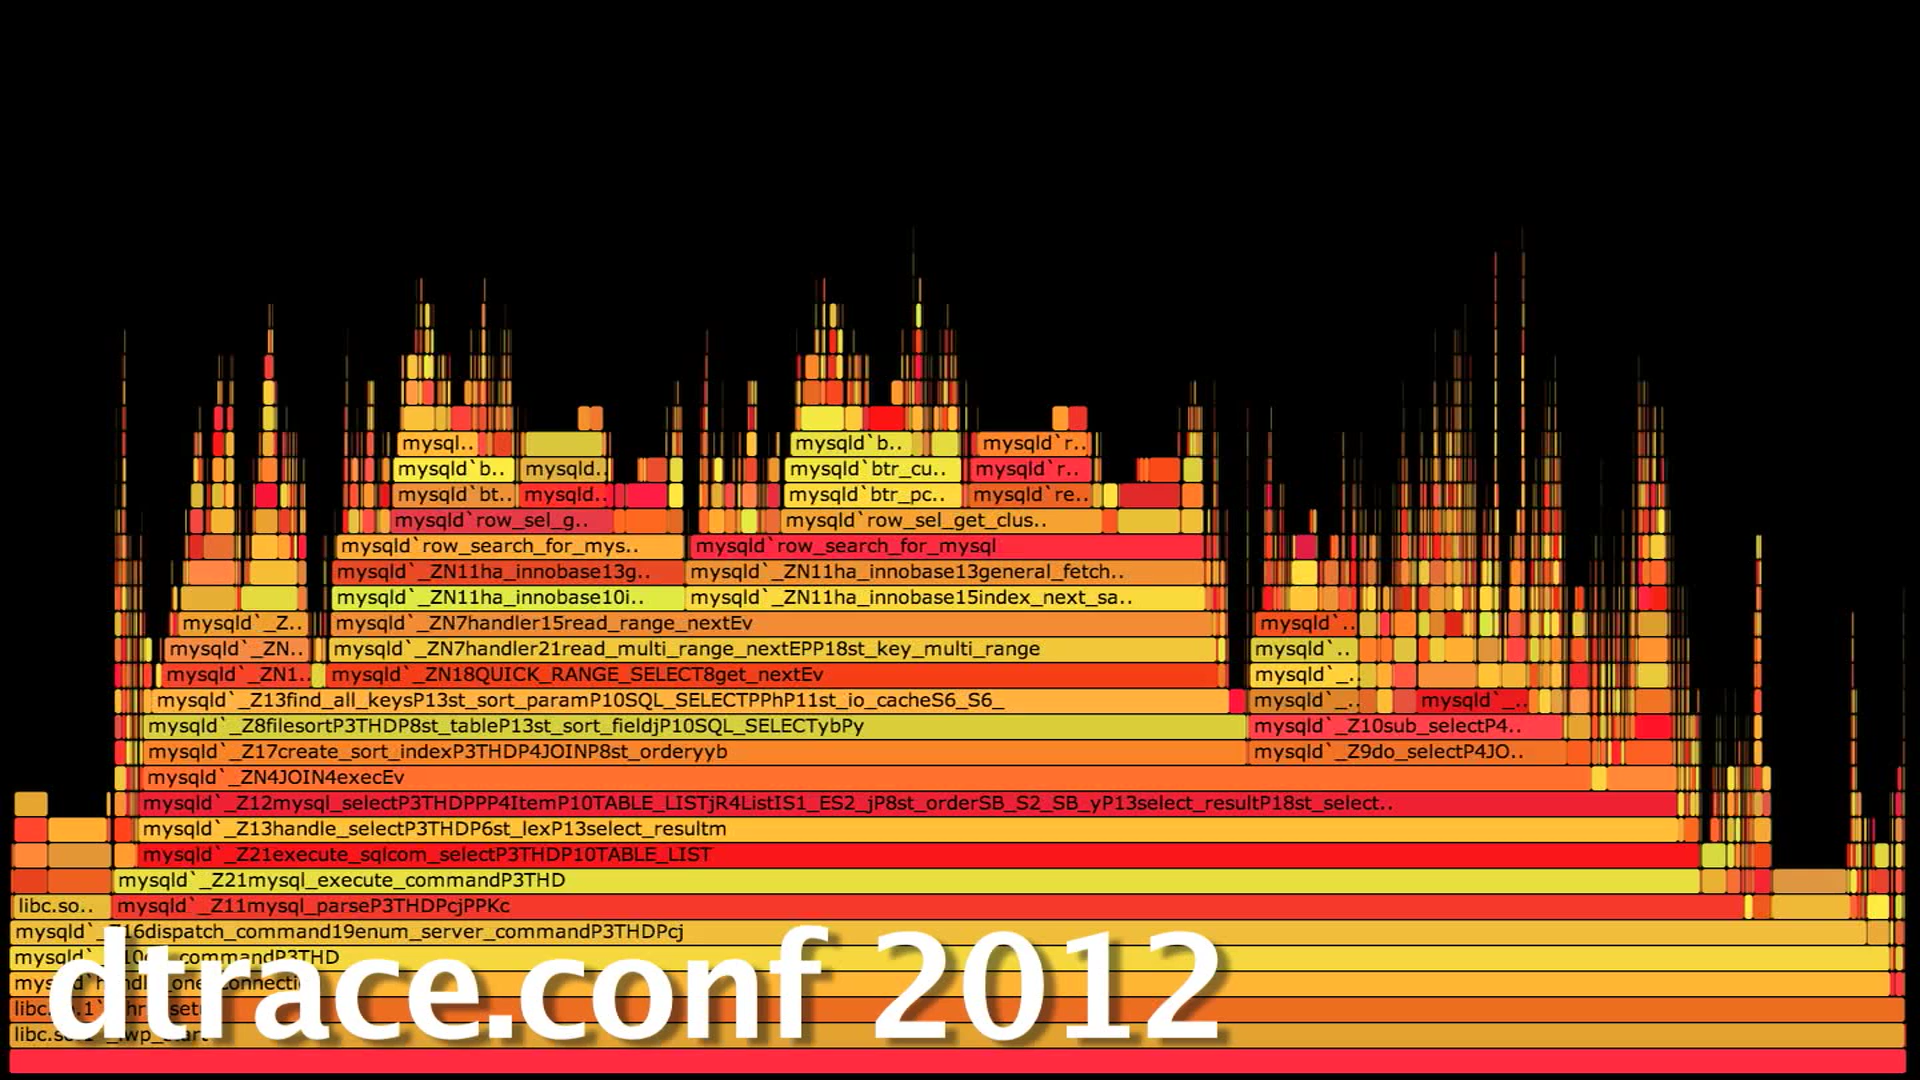 mysql.. mysqld`b.. mysqld`r..
mysqld`b.. mysqld.. mysqld`btr_cu.. mysqld`r..
mysqld`bt.. mysqld.. mysqld`btr_pc.. mysqld`re..
mysqld`row_sel_g.. mysqld`row_sel_get_clus..
mysqld`row_search_for_mys.. mysqld`row_search_for_mysql
mysqld`_ZN11ha_innobase13g.. mysqld`_ZN11ha_innobase13general_fetch..
mysqld`_ZN11ha_innobase10i.. mysqld`_ZN11ha_innobase15index_next_sa..
mysqld`_Z.. mysqld`_ZN7handler15read_range_nextEv mysqld`..
mysqld`_ZN.. mysqld`_ZN7handler21read_multi_range_nextEPP18st_key_multi_range mysqld`..
mysqld`_ZN1.. mysqld`_ZN18QUICK_RANGE_SELECT8get_nextEv mysqld`_..
mysqld`_Z13find_all_keysP13st_sort_paramP10SQL_SELECTPPhP11st_io_cacheS6_S6_ mysqld`_.. mysqld`_..
mysqld`_Z8filesortP3THDP8st_tableP13st_sort_fieldjP10SQL_SELECTybPy mysqld`_Z10sub_selectP4..
mysqld`_Z17create_sort_indexP3THDP4JOINP8st_orderyyb mysqld`_Z9do_selectP4JO..
mysqld`_ZN4JOIN4execEv
mysqld`_Z12mysql_selectP3THDPPP4ItemP10TABLE_LISTjR4ListIS1_ES2_jP8st_orderSB_S2_SB_yP13select_resultP18st_select..
mysqld`_Z13handle_selectP3THDP6st_lexP13select_resultm
mysqld`_Z21execute_sqlcom_selectP3THDP10TABLE_LIST
mysqld`_Z21mysql_execute_commandP3THD
libc.so.. mysqld`_Z11mysql_parseP3THDPcjPPKc
mysqld`_Z16dispatch_command19enum_server_commandP3THDPcj
dtrace.conf 2012